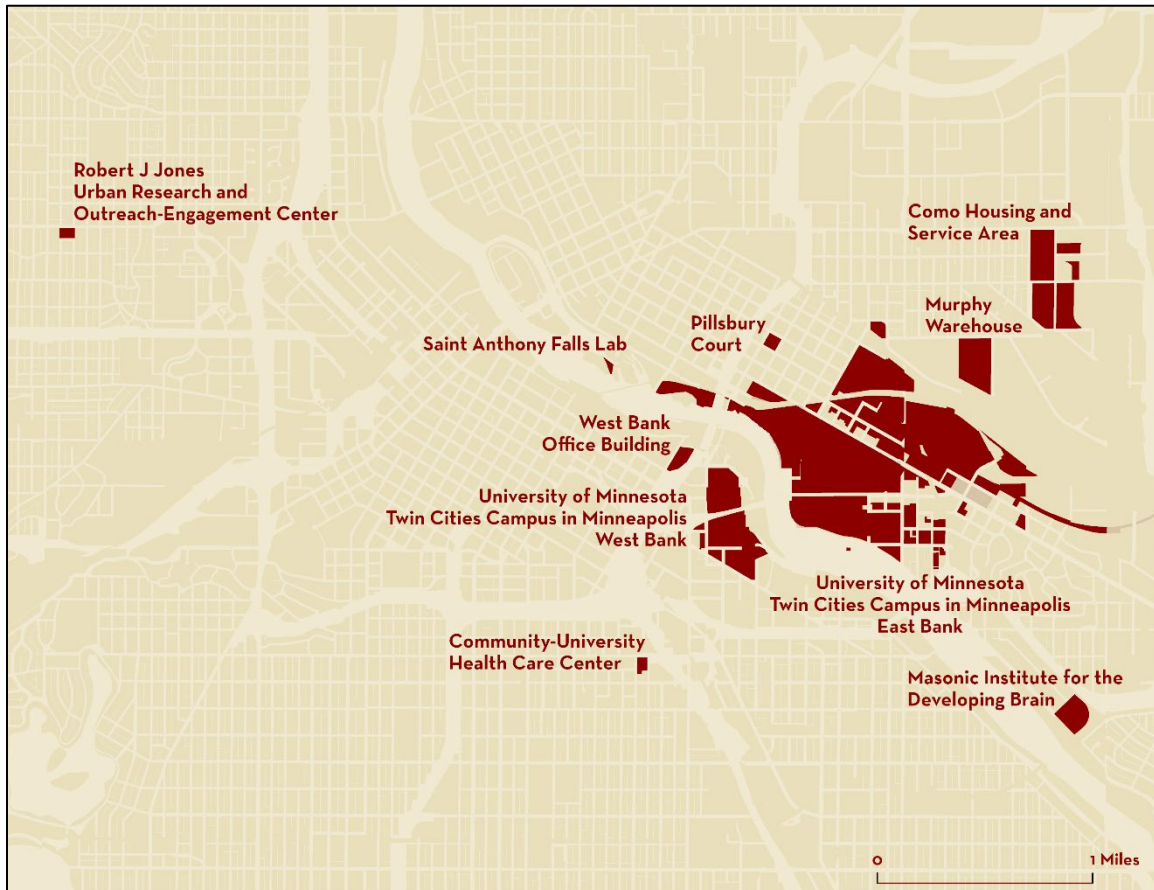 Robert J Jones
Urban Research and
Outreach-Engagement Center
Como Housing and
Service Area
Murphy
Warehouse
Pillsbury
Court
Saint Anthony Falls Lab
West Bank
Office Building
University of Minnesota
Twin Cities Campus in Minneapolis
West Bank
University of Minnesota
Twin Cities Campus in Minneapolis
East Bank
Community-University
Health Care Center
Masonic Institute for the
Developing Brain
0 1 Miles